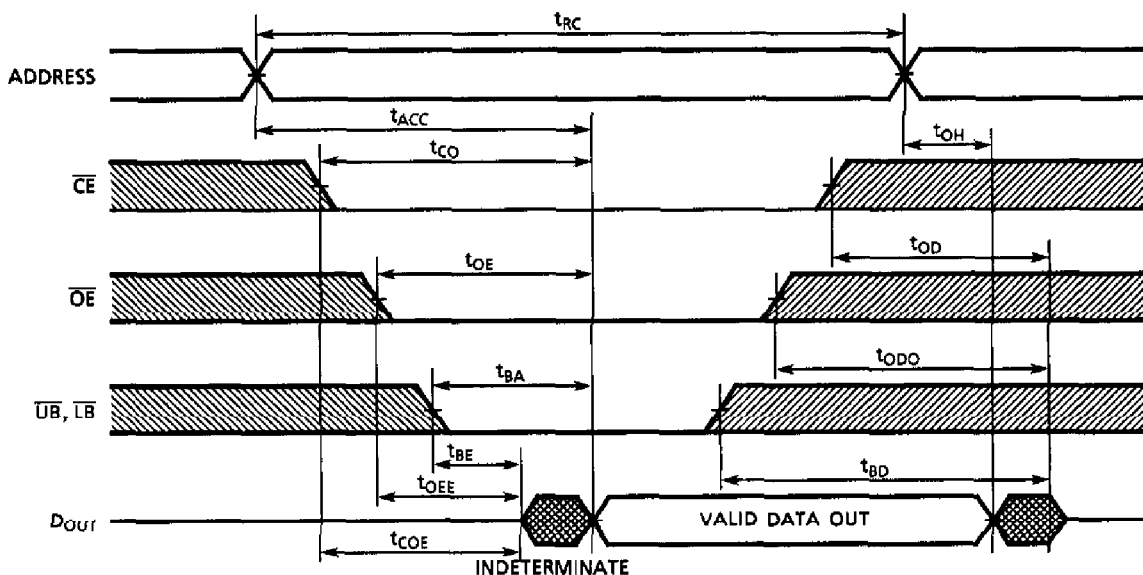 tRC
ADDRESS
tACC
tOH
tCO
CE
tOD
tOE
OE
tODO
tBA
UB, LB
tBE
tBD
tOEE
DOUT
VALID DATA OUT
tCOE
INDETERMINATE